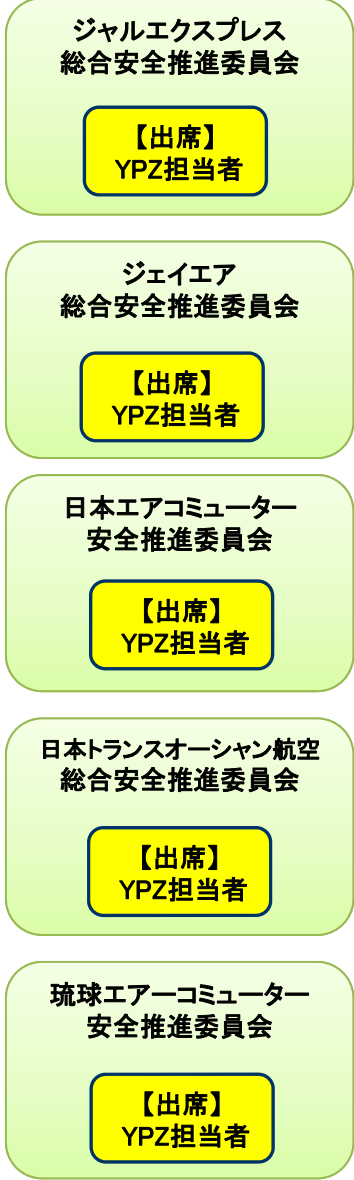 ジャルエクスプレス
総合安全推進委員会
【出席】
YPZ担当者
ジェイエア
総合安全推進委員会
【出席】
YPZ担当者
日本エアコミューター
安全推進委員会
【出席】
YPZ担当者
日本トランスオーシャン航空
総合安全推進委員会
【出席】
YPZ担当者
琉球エアーコミューター
安全推進委員会
【出席】
YPZ担当者